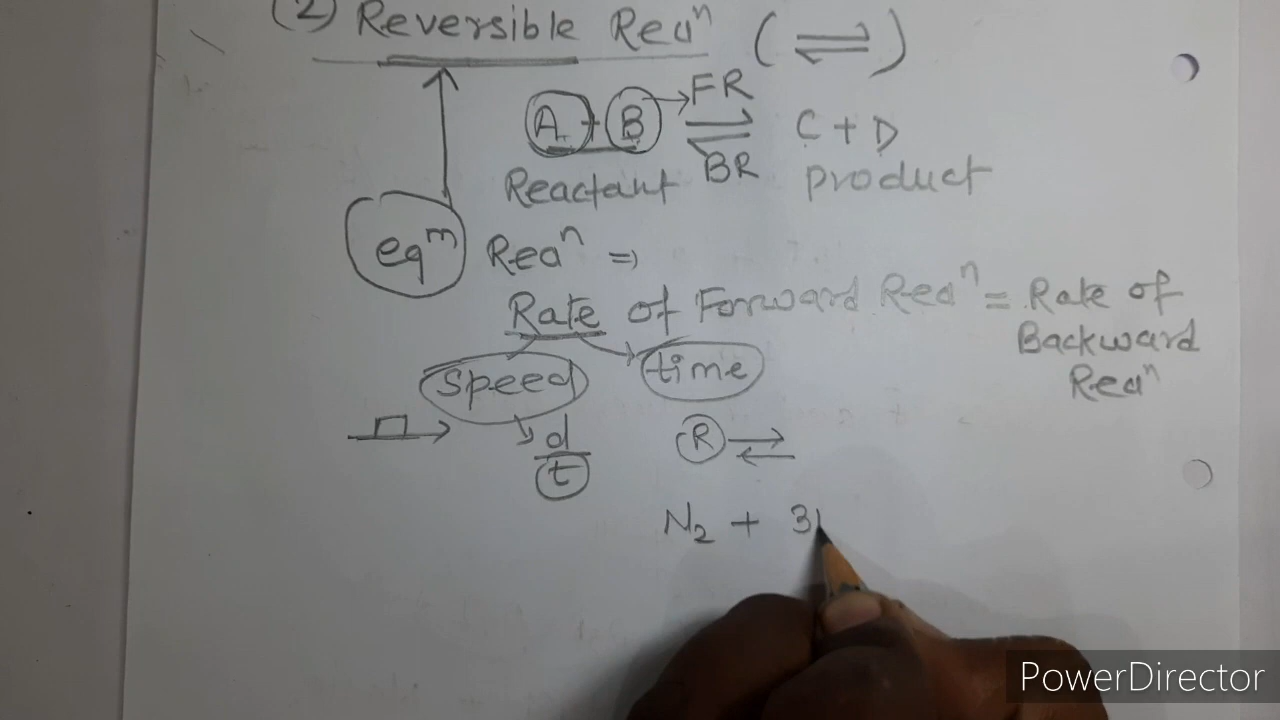 (2) Reversible Reaⁿ (⇌)
A + B → FR ⇌ BR C + D
Reactant product
eqᵐ Reaⁿ ⇒
Rate of Forward Reaⁿ = Rate of
Backward
Reaⁿ
speed time
d
t
R ⇌
N₂ + 3
PowerDirector